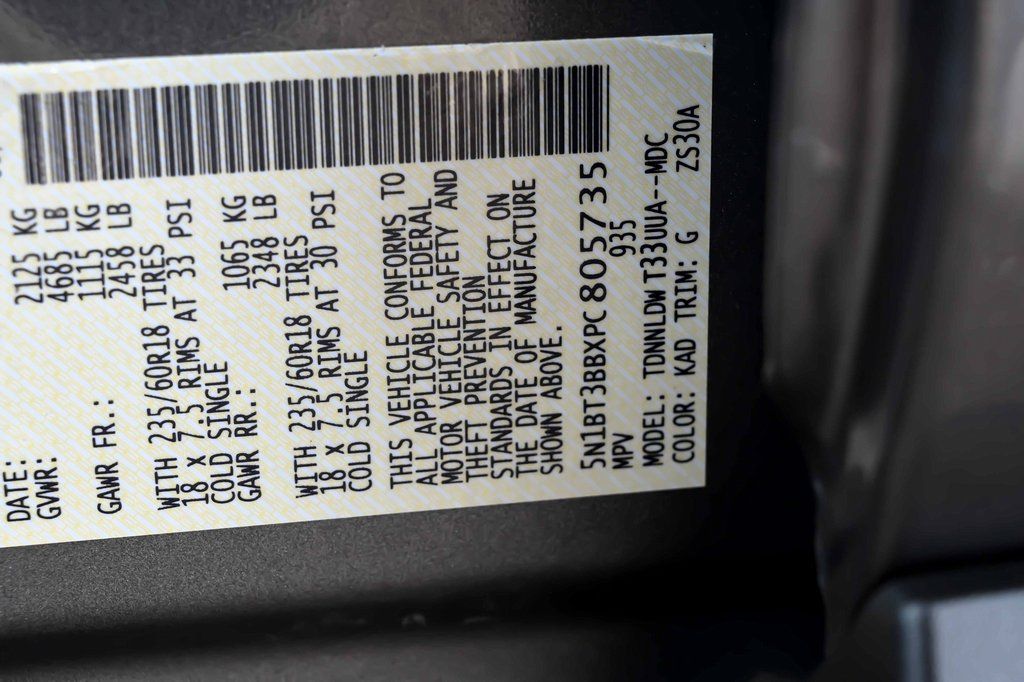 DATE:
GVWR: 2125 KG
4685 LB
GAWR FR.: 1115 KG
2458 LB
WITH 235/60R18 TIRES
18 x 7.5 RIMS AT 33 PSI
COLD SINGLE
GAWR RR.: 1065 KG
2348 LB
WITH 235/60R18 TIRES
18 x 7.5 RIMS AT 30 PSI
COLD SINGLE
THIS VEHICLE CONFORMS TO
ALL APPLICABLE FEDERAL
MOTOR VEHICLE SAFETY AND
THEFT PREVENTION
STANDARDS IN EFFECT ON
THE DATE OF MANUFACTURE
SHOWN ABOVE.
5N1BT3BBXPC805735
MPV 935
MODEL: TDNNLDWT33UUA--MDC
COLOR: KAD TRIM: G ZS30A